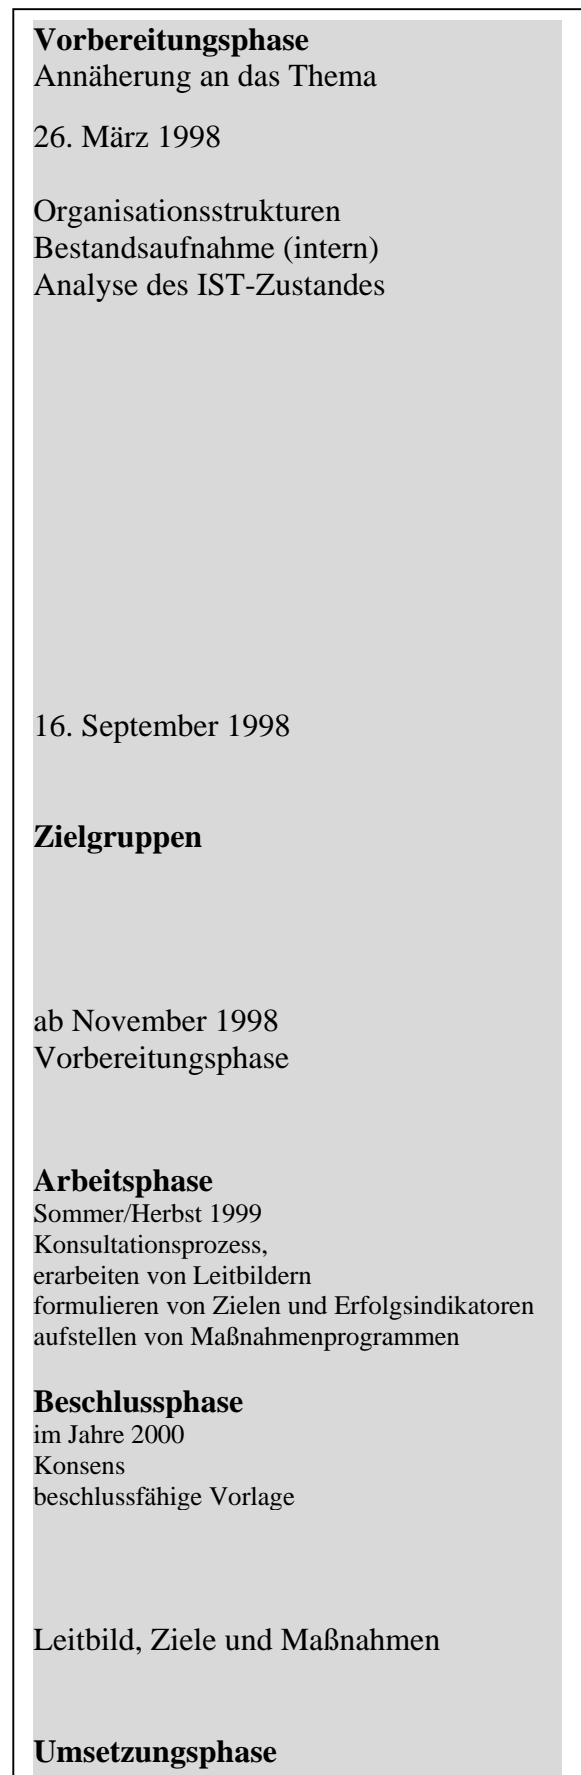 Vorbereitungsphase
Annäherung an das Thema
26. März 1998
Organisationsstrukturen
Bestandsaufnahme (intern)
Analyse des IST-Zustandes
16. September 1998
Zielgruppen
ab November 1998
Vorbereitungsphase
Arbeitsphase
Sommer/Herbst 1999
Konsultationsprozess,
erarbeiten von Leitbildern
formulieren von Zielen und Erfolgsindikatoren
aufstellen von Maßnahmenprogrammen
Beschlussphase
im Jahre 2000
Konsens
beschlussfähige Vorlage
Leitbild, Ziele und Maßnahmen
Umsetzungsphase